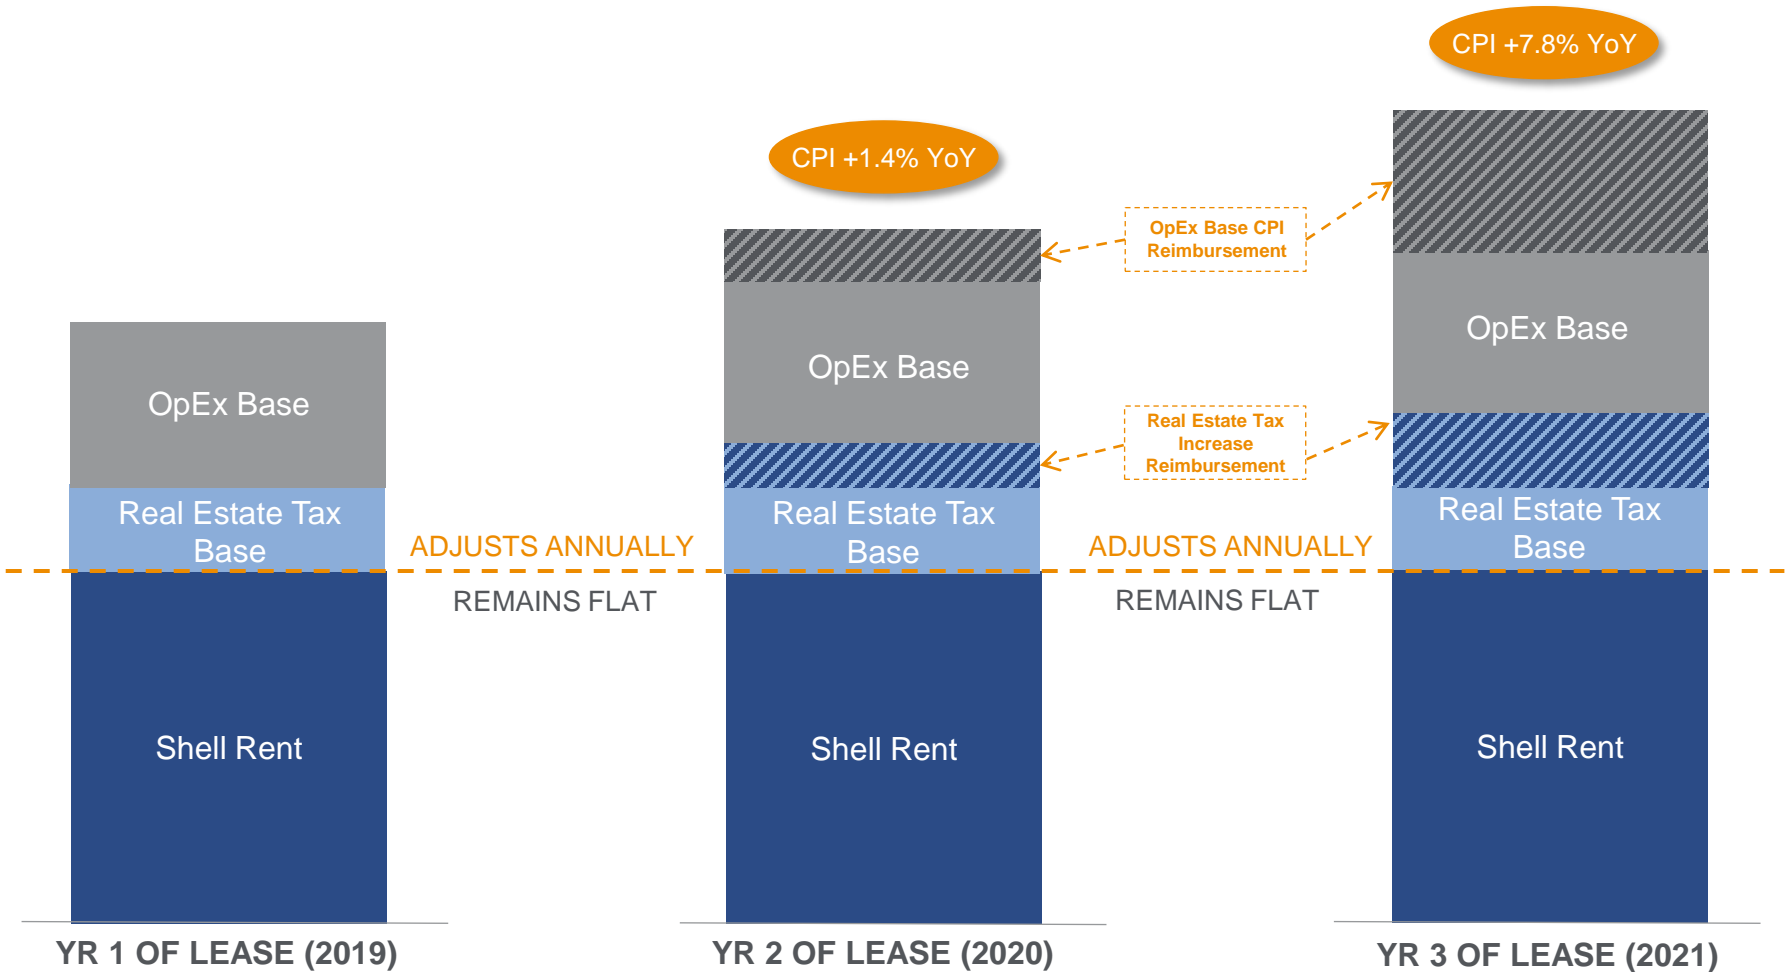 CPI +7.8% YoY
CPI +1.4% YoY
OpEx Base CPI
Reimbursement
OpEx Base
OpEx Base
OpEx Base
Real Estate Tax
Increase
Reimbursement
Real Estate Tax
Base
Real Estate Tax
Base
Real Estate Tax
Base
ADJUSTS ANNUALLY
ADJUSTS ANNUALLY
REMAINS FLAT
REMAINS FLAT
Shell Rent
Shell Rent
Shell Rent
YR 1 OF LEASE (2019)
YR 2 OF LEASE (2020)
YR 3 OF LEASE (2021)